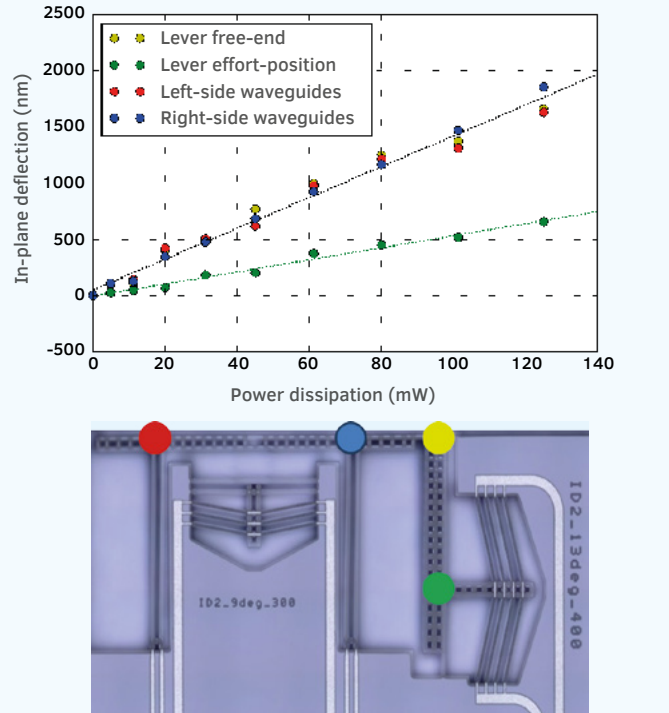 2500
2000
1500
1000
500
0
-500
In-plane deflection (nm)
Lever free-end
Lever effort-position
Left-side waveguides
Right-side waveguides
0 20 40 60 80 100 120 140
Power dissipation (mW)
ID2_9deg_300
ID2_13deg_400